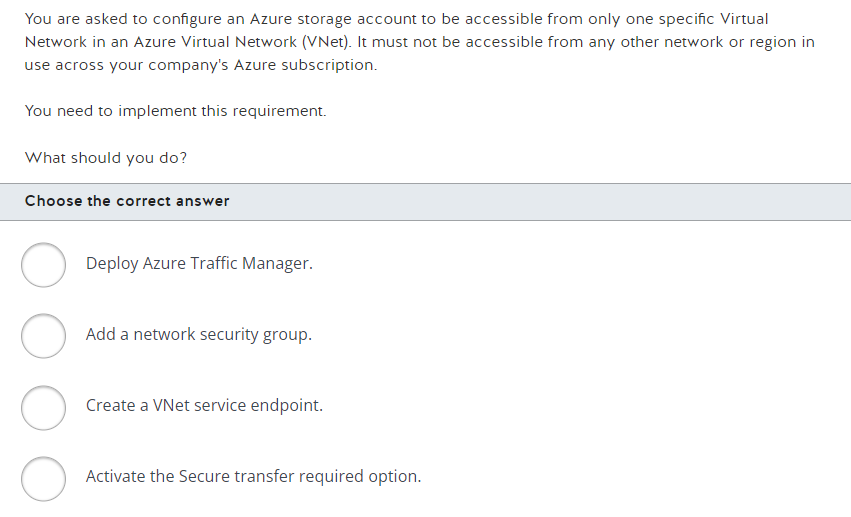 You are asked to configure an Azure storage account to be accessible from only one specific Virtual
Network in an Azure Virtual Network (VNet). It must not be accessible from any other network or region in
use across your company's Azure subscription.
You need to implement this requirement.
What should you do?
Choose the correct answer
Deploy Azure Traffic Manager.
Add a network security group.
Create a VNet service endpoint.
Activate the Secure transfer required option.